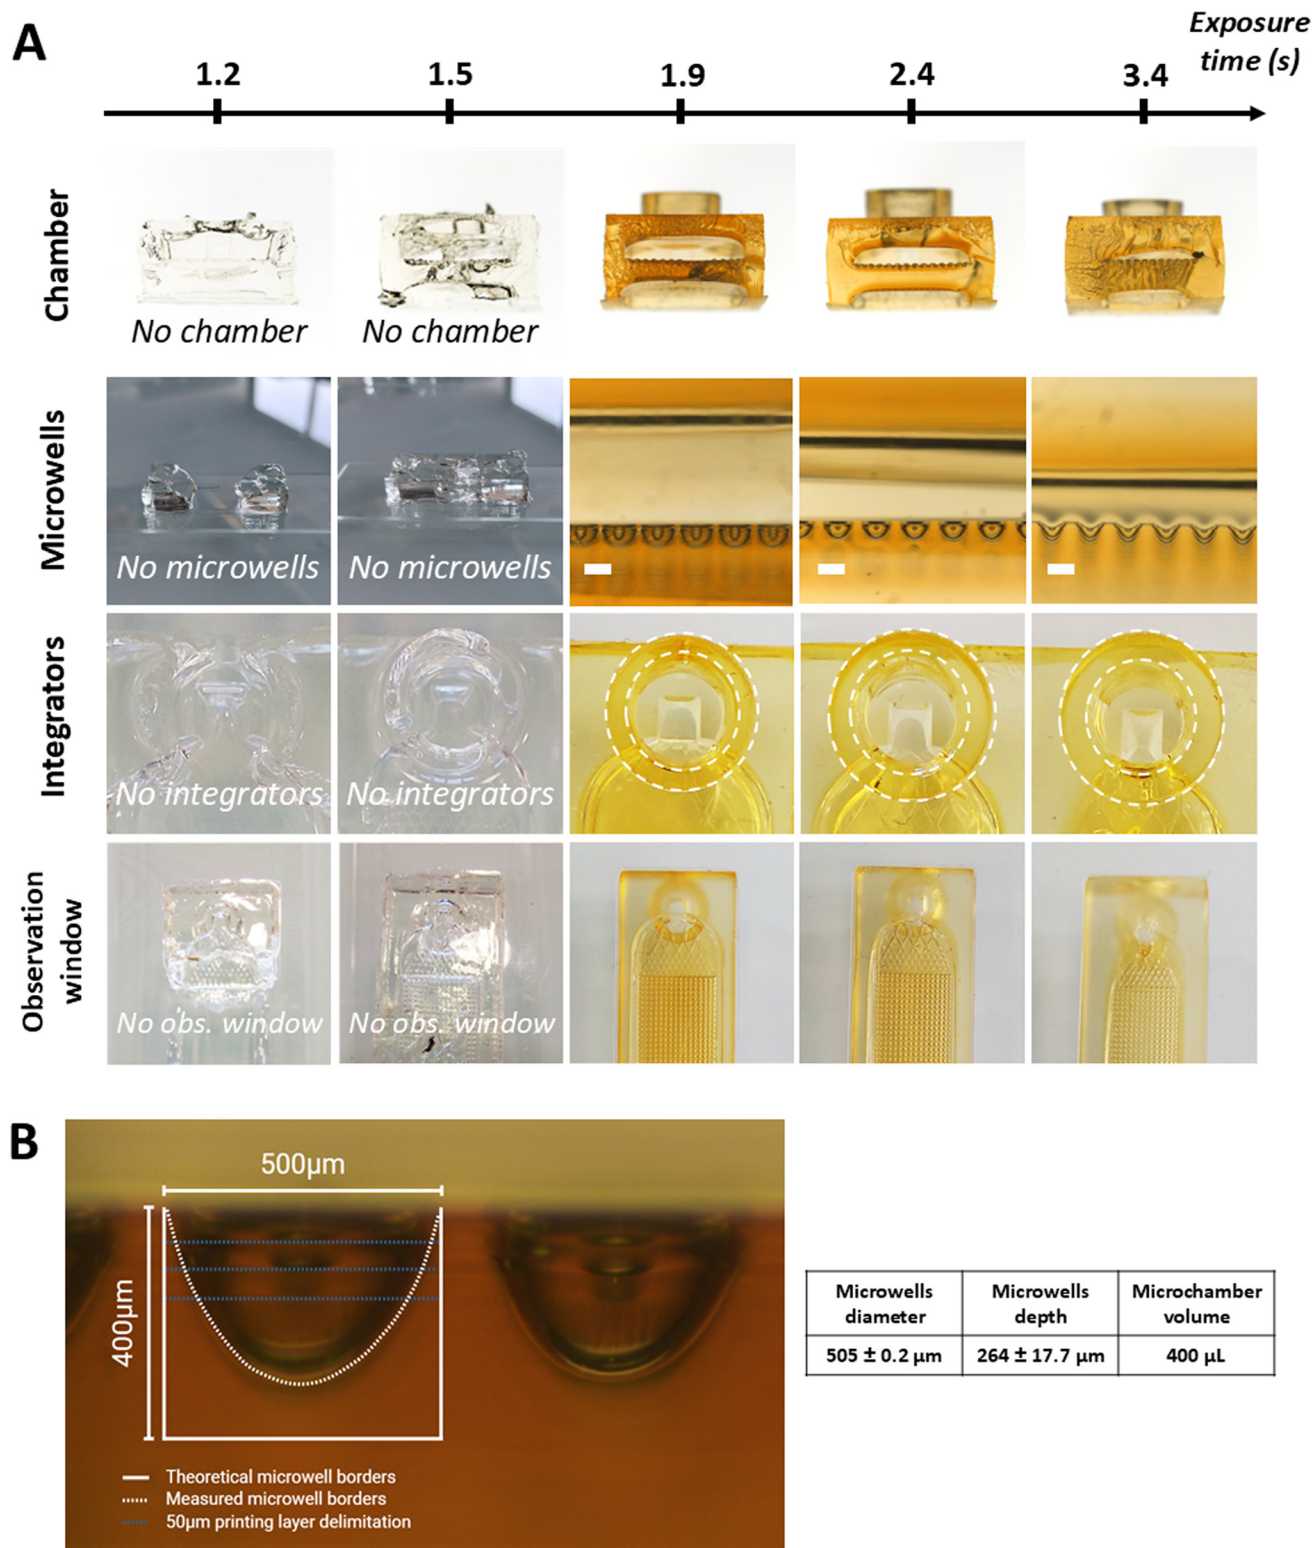 A
Exposure
time (s)
1.2
1.5
1.9
2.4
3.4
Chamber
No chamber
No chamber
Microwells
No microwells
No microwells
Integrators
No integrators
No integrators
Observation
window
No obs. window
No obs. window
B
500µm
400µm
Theoretical microwell borders
Measured microwell borders
50µm printing layer delimitation
Microwells diameter
Microwells depth
Microchamber volume
505 ± 0.2 µm
264 ± 17.7 µm
400 µL